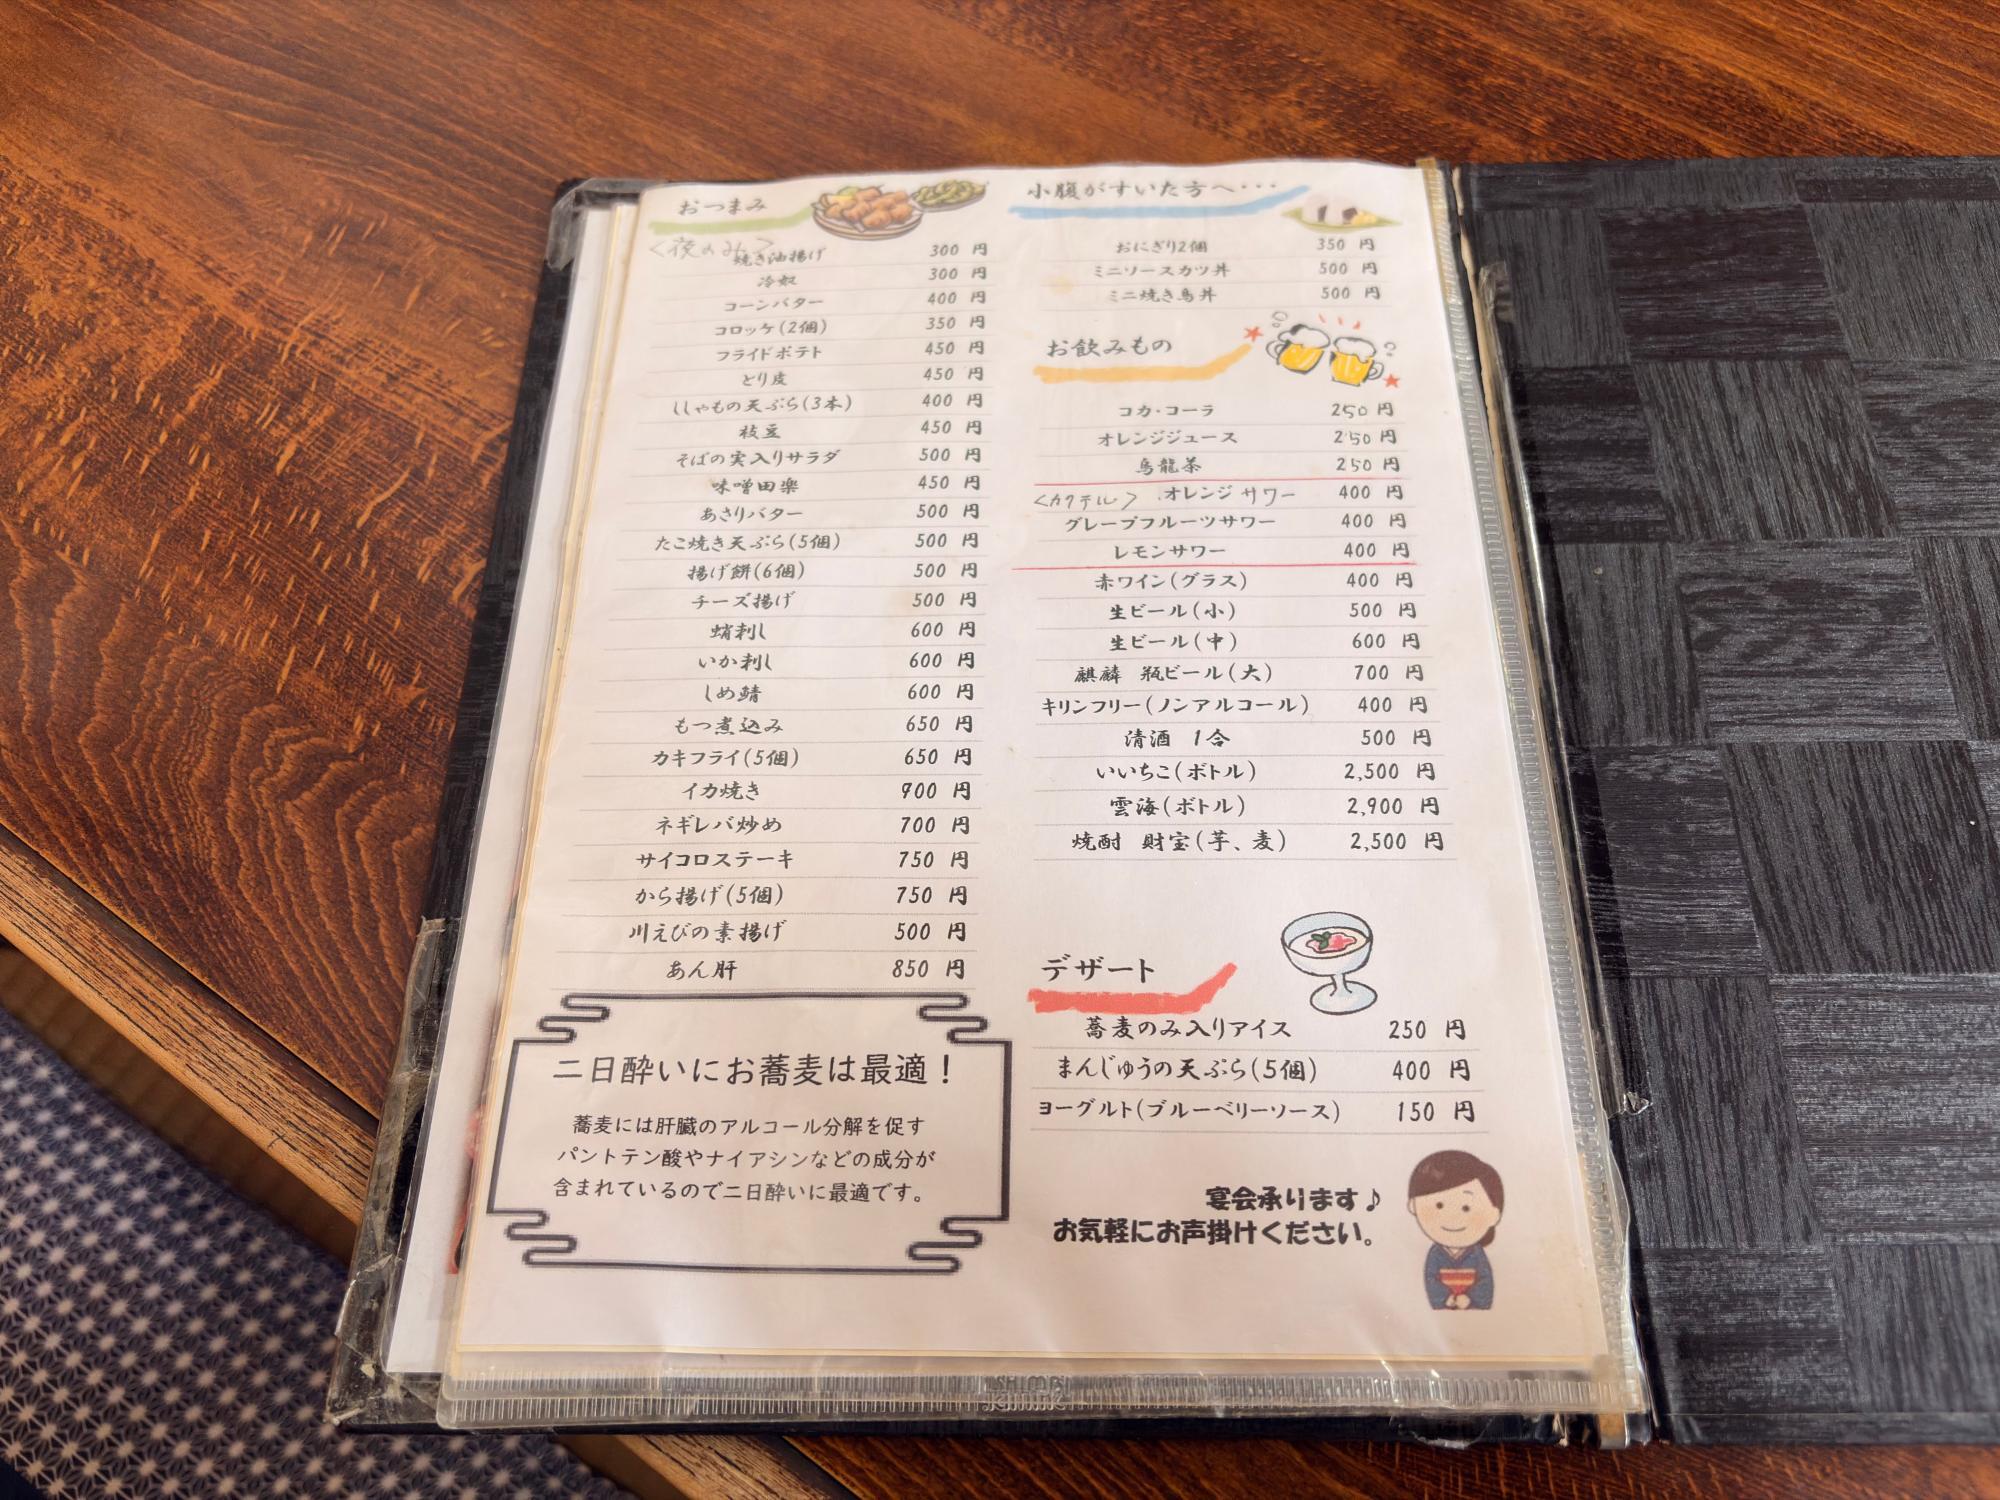 おつまみ
<夜のみ>
焼き油揚げ 300 円
冷奴 300 円
コーンバター 400 円
コロッケ(2個) 350 円
フライドポテト 450 円
とり皮 450 円
ししゃもの天ぷら(3本) 400 円
枝豆 450 円
そばの実入りサラダ 500 円
味噌田楽 450 円
あさりバター 500 円
たこ焼き天ぷら(5個) 500 円
揚げ餅(6個) 500 円
チーズ揚げ 500 円
蛸刺し 600 円
いか刺し 600 円
しめ鯖 600 円
もつ煮込み 650 円
カキフライ(5個) 650 円
イカ焼き 900 円
ネギレバ炒め 700 円
サイコロステーキ 750 円
から揚げ(5個) 750 円
川えびの素揚げ 500 円
あん肝 850 円
二日酔いにお蕎麦は最適！
蕎麦には肝臓のアルコール分解を促す
パントテン酸やナイアシンなどの成分が
含まれているので二日酔いに最適です。
小腹がすいた方へ・・・
おにぎり2個 350 円
ミニソースカツ丼 500 円
ミニ焼き鳥丼 500 円
お飲みもの
コカ・コーラ 250 円
オレンジジュース 250 円
烏龍茶 250 円
<カクテル> オレンジ サワー 400 円
グレープフルーツサワー 400 円
レモンサワー 400 円
赤ワイン(グラス) 400 円
生ビール(小) 500 円
生ビール(中) 600 円
麒麟 瓶ビール(大) 700 円
キリンフリー(ノンアルコール) 400 円
清酒 1合 500 円
いいちこ(ボトル) 2,500 円
雲海(ボトル) 2,900 円
焼酎 財宝(芋、麦) 2,500 円
デザート
蕎麦のみ入りアイス 250 円
まんじゅうの天ぷら(5個) 400 円
ヨーグルト(ブルーベリーソース) 150 円
宴会承ります♪
お気軽にお声掛けください。